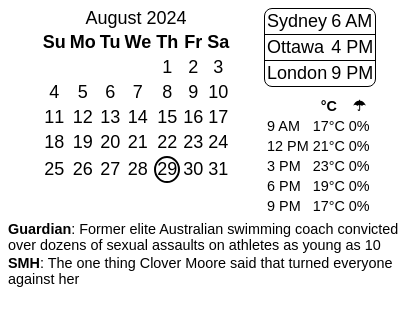 August 2024
Su Mo Tu We Th Fr Sa
1 2 3
4 5 6 7 8 9 10
11 12 13 14 15 16 17
18 19 20 21 22 23 24
25 26 27 28 29 30 31
Sydney 6 AM
Ottawa 4 PM
London 9 PM
°C ☂
9 AM 17°C 0%
12 PM 21°C 0%
3 PM 23°C 0%
6 PM 19°C 0%
9 PM 17°C 0%
Guardian: Former elite Australian swimming coach convicted
over dozens of sexual assaults on athletes as young as 10
SMH: The one thing Clover Moore said that turned everyone
against her